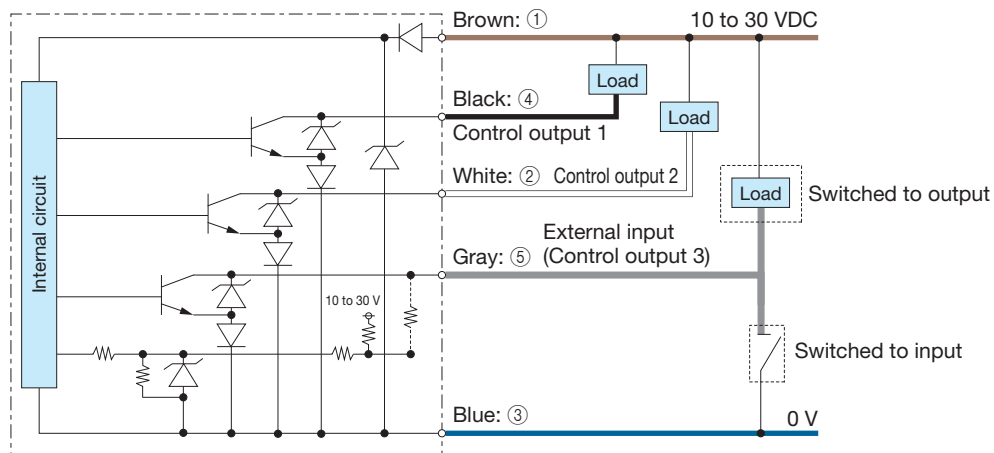 Brown: ①
10 to 30 VDC
Load
Black: ④
Load
Control output 1
White: ② Control output 2
Load
Switched to output
Internal circuit
External input
Gray: ⑤ (Control output 3)
10 to 30 V
Switched to input
Blue: ③
0 V